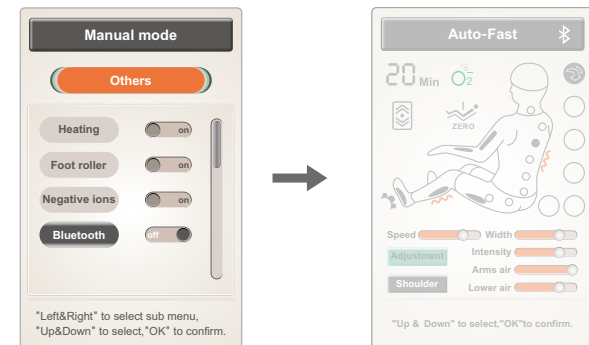 Manual mode
Others
Heating on
Foot roller on
Negative ions on
Bluetooth off
"Left&Right" to select sub menu,
"Up&Down" to select,"OK" to confirm.
Auto-Fast
20 Min O2
ZERO
Speed Width
Adjustment Intensity
Arms air
Shoulder Lower air
"Up & Down" to select,"OK"to confirm.